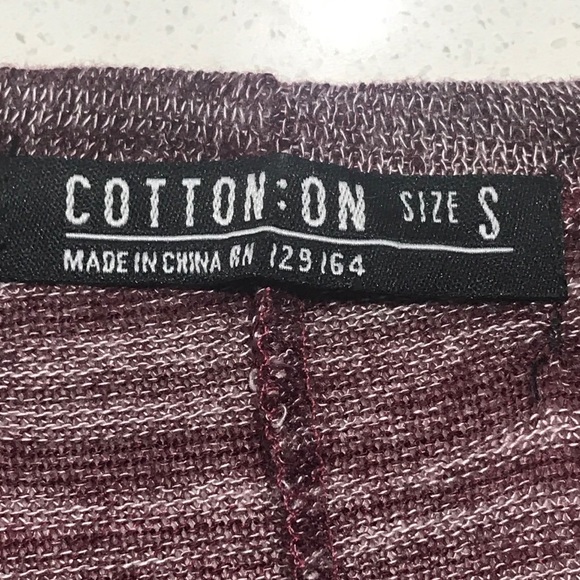 COTTON:ON SIZE S
MADE IN CHINA RN 129164